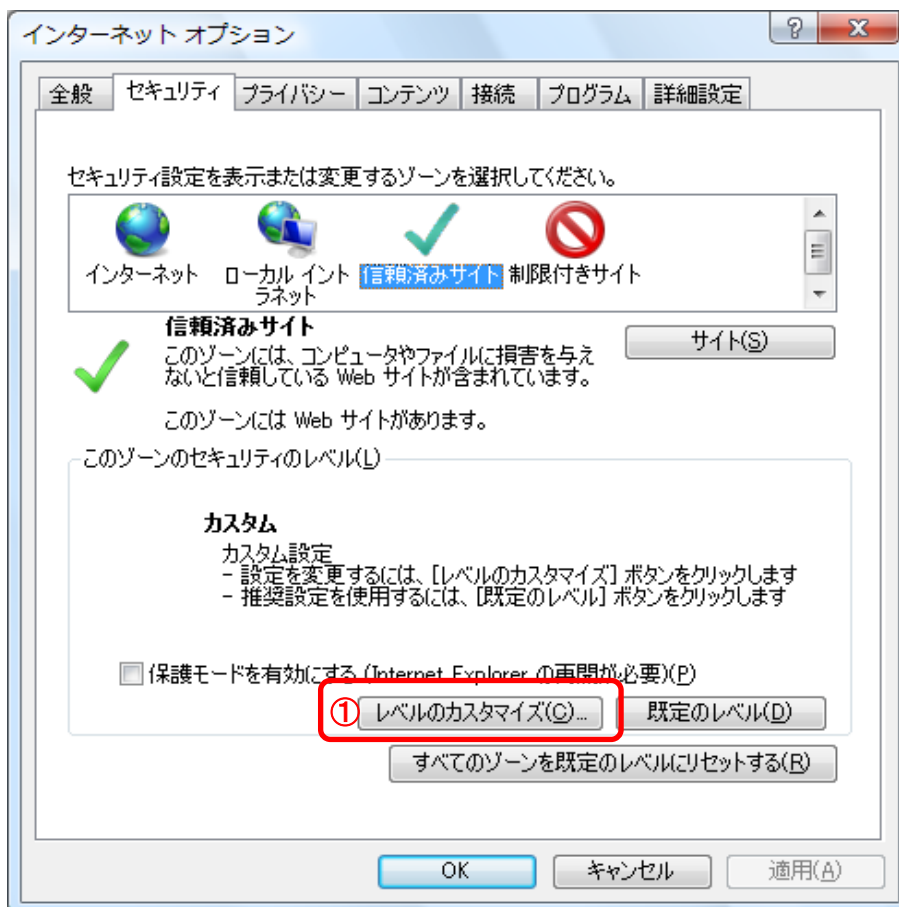 インターネット オプション
全般 セキュリティ プライバシー コンテンツ 接続 プログラム 詳細設定
セキュリティ設定を表示または変更するゾーンを選択してください。
インターネット ローカル イント 信頼済みサイト 制限付きサイト
ラネット
信頼済みサイト
サイト(S)
このゾーンには、コンピュータやファイルに損害を与え
ないと信頼している Web サイトが含まれています。
このゾーンには Web サイトがあります。
このゾーンのセキュリティのレベル(L)
カスタム
カスタム設定
- 設定を変更するには、[レベルのカスタマイズ] ボタンをクリックします
- 推奨設定を使用するには、[既定のレベル] ボタンをクリックします
保護モードを有効にする (Internet Explorer の再開が必要)(P)
① レベルのカスタマイズ(C)... 既定のレベル(D)
すべてのゾーンを既定のレベルにリセットする(R)
OK キャンセル 適用(A)